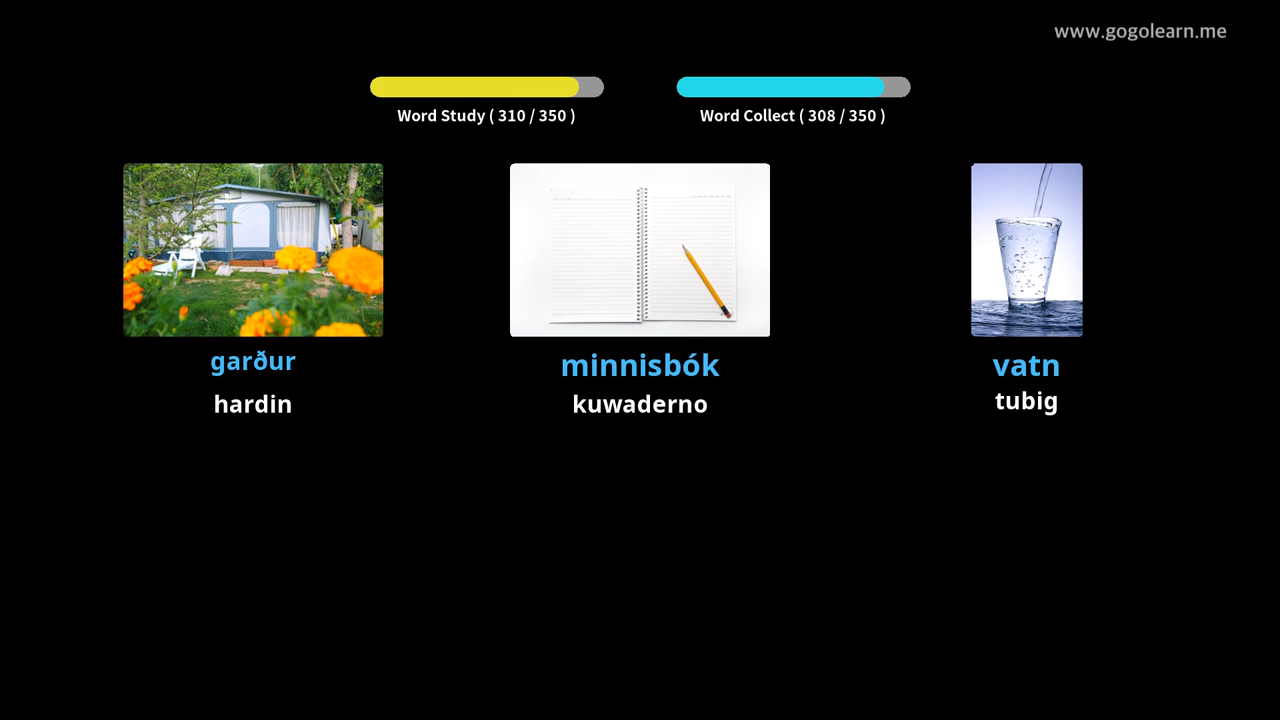 www.gogolearn.me
Word Study ( 310 / 350 )
Word Collect ( 308 / 350 )
garður
hardin
minnisbók
kuwaderno
vatn
tubig